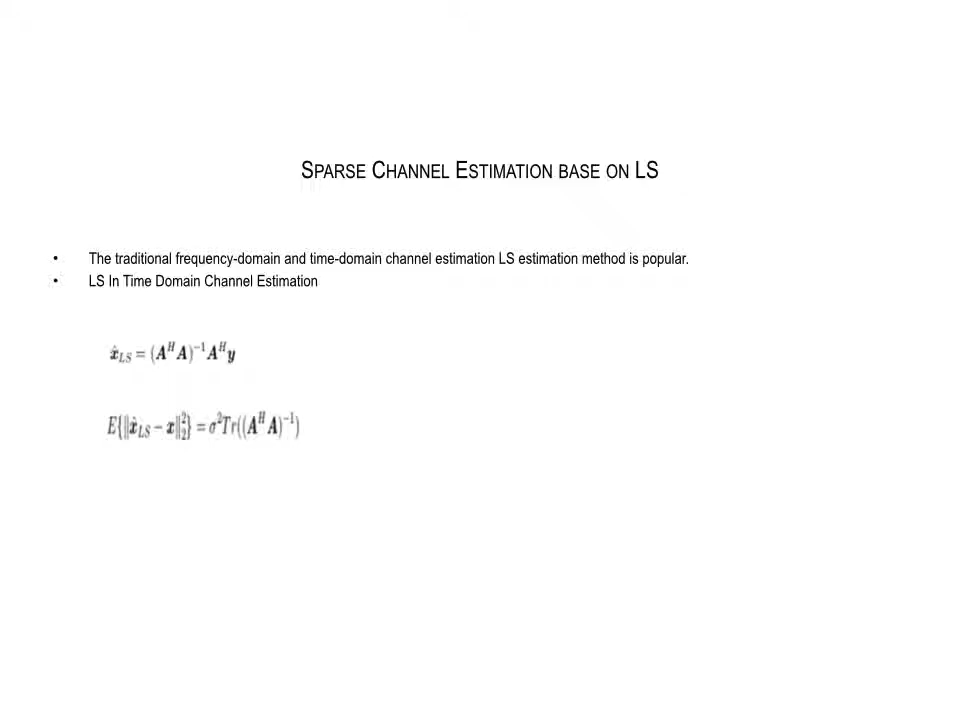 SPARSE CHANNEL ESTIMATION BASE ON LS
• The traditional frequency-domain and time-domain channel estimation LS estimation method is popular.
• LS In Time Domain Channel Estimation
x̂_LS = (A^H A)^−1 A^H y
E{‖x̂_LS − x‖_2^2} = σ^2 Tr((A^H A)^−1)